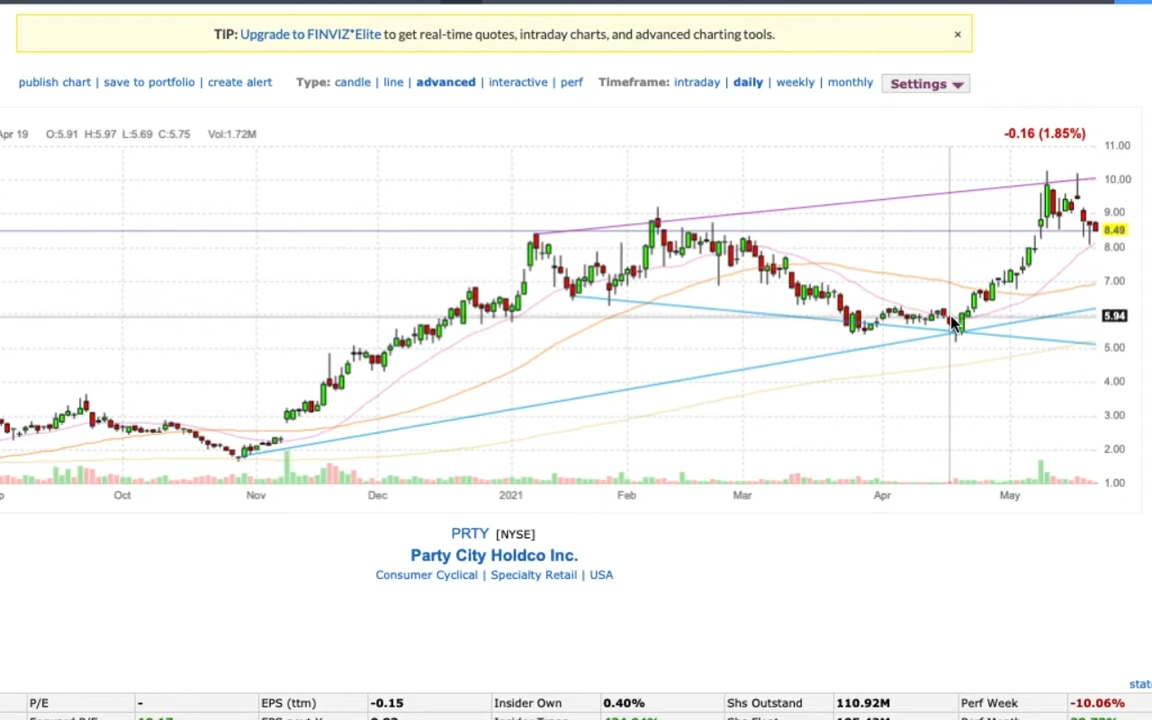 TIP: Upgrade to FINVIZ*Elite to get real-time quotes, intraday charts, and advanced charting tools. ×
publish chart | save to portfolio | create alert Type: candle | line | advanced | interactive | perf Timeframe: intraday | daily | weekly | monthly Settings
Apr 19 O:5.91 H:5.97 L:5.69 C:5.75 Vol:1.72M -0.16 (1.85%)
11.00
10.00
9.00
8.49
8.00
7.00
5.94
5.00
4.00
3.00
2.00
1.00
Oct Nov Dec 2021 Feb Mar Apr May
PRTY [NYSE]
Party City Holdco Inc.
Consumer Cyclical | Specialty Retail | USA
P/E - EPS (ttm) -0.15 Insider Own 0.40% Shs Outstand 110.92M Perf Week -10.06%